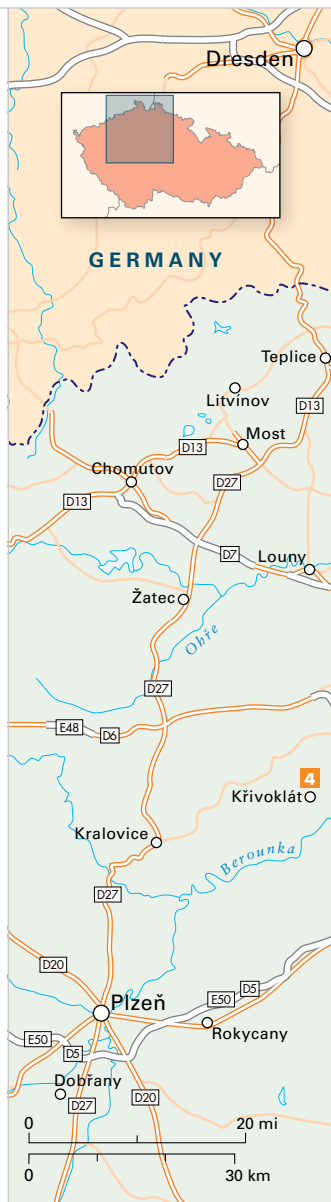 Dresden
GERMANY
Teplice
Litvínov
D13
Most
D13
Chomutov
D27
D13
D7
Louny
Žatec
Ohře
D27
E48
D6
4
Křivoklát
Kralovice
Berounka
D27
D20
D5
E50
Plzeň
Rokycany
E50
D5
Dobřany
D27
D20
0 20 mi
0 30 km